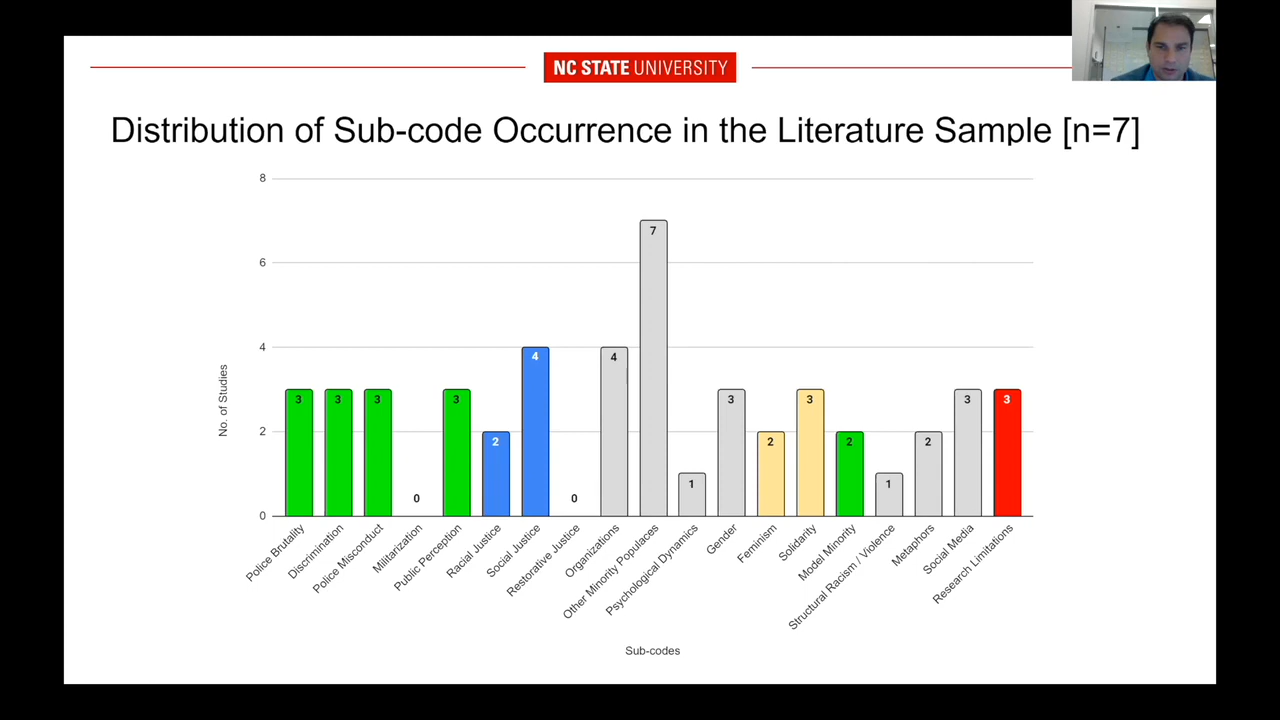 NC STATE UNIVERSITY
Distribution of Sub-code Occurrence in the Literature Sample [n=7]
No. of Studies
8
6
4
2
0
3
3
3
0
3
2
4
0
4
7
1
3
2
3
2
1
2
3
3
Police Brutality
Discrimination
Police Misconduct
Militarization
Public Perception
Racial Justice
Social Justice
Restorative Justice
Organizations
Other Minority Populaces
Psychological Dynamics
Gender
Feminism
Solidarity
Model Minority
Structural Racism / Violence
Metaphors
Social Media
Research Limitations
Sub-codes